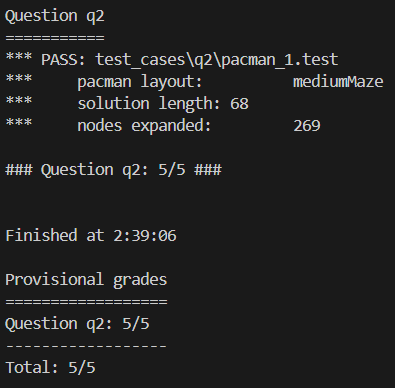 Question q2
===========
*** PASS: test_cases\q2\pacman_1.test
***     pacman layout:         mediumMaze
***     solution length: 68
***     nodes expanded:        269
### Question q2: 5/5 ###
Finished at 2:39:06
Provisional grades
==================
Question q2: 5/5
------------------
Total: 5/5